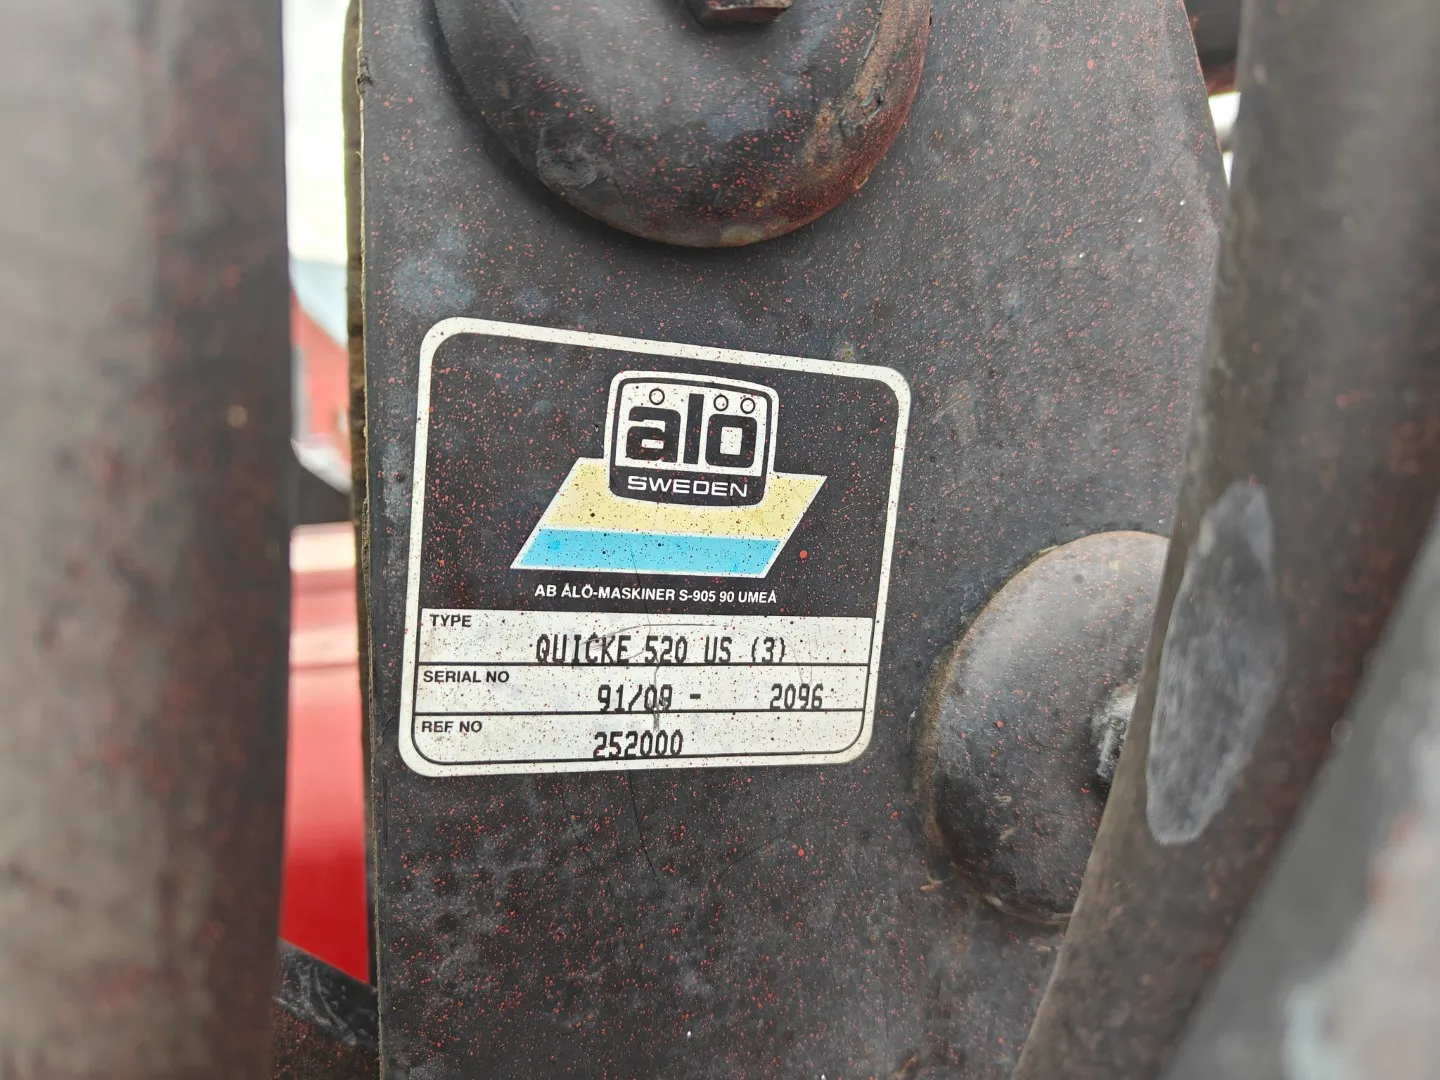 ålö
SWEDEN
AB ÅLÖ-MASKINER S-905 90 UMEÅ
TYPE
QUICKE 520 US (3)
SERIAL NO
91/09 - 2096
REF NO
252000